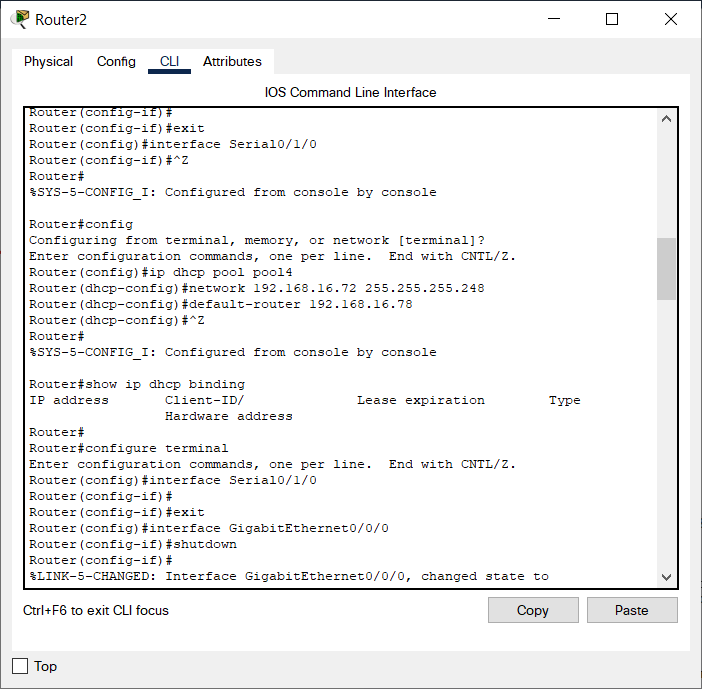 Router2
Physical Config CLI Attributes
IOS Command Line Interface
Router(config-if)#
Router(config-if)#exit
Router(config)#interface Serial0/1/0
Router(config-if)#^Z
Router#
%SYS-5-CONFIG_I: Configured from console by console
Router#config
Configuring from terminal, memory, or network [terminal]?
Enter configuration commands, one per line.  End with CNTL/Z.
Router(config)#ip dhcp pool pool4
Router(dhcp-config)#network 192.168.16.72 255.255.255.248
Router(dhcp-config)#default-router 192.168.16.78
Router(dhcp-config)#^Z
Router#
%SYS-5-CONFIG_I: Configured from console by console
Router#show ip dhcp binding
IP address       Client-ID/              Lease expiration        Type
                 Hardware address
Router#
Router#configure terminal
Enter configuration commands, one per line.  End with CNTL/Z.
Router(config)#interface Serial0/1/0
Router(config-if)#
Router(config-if)#exit
Router(config)#interface GigabitEthernet0/0/0
Router(config-if)#shutdown
Router(config-if)#
%LINK-5-CHANGED: Interface GigabitEthernet0/0/0, changed state to
Ctrl+F6 to exit CLI focus
Copy Paste
Top